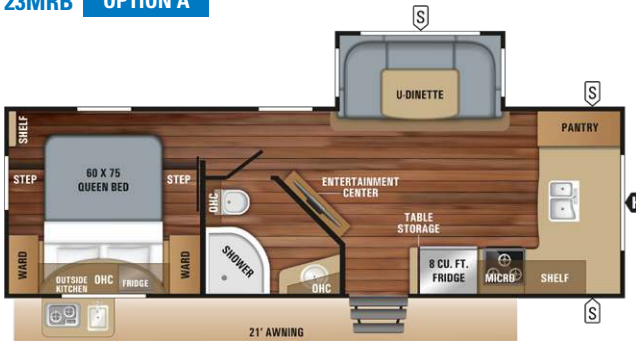 23MRB OPTION A
S
U-DINETTE
S
SHELF
PANTRY
STEP
60 X 75
QUEEN BED
STEP
OHC
ENTERTAINMENT
CENTER
TABLE
STORAGE
SHOWER
WARD
OUTSIDE
KITCHEN
OHC
FRIDGE
WARD
OHC
8 CU. FT.
FRIDGE
MICRO
SHELF
S
21' AWNING